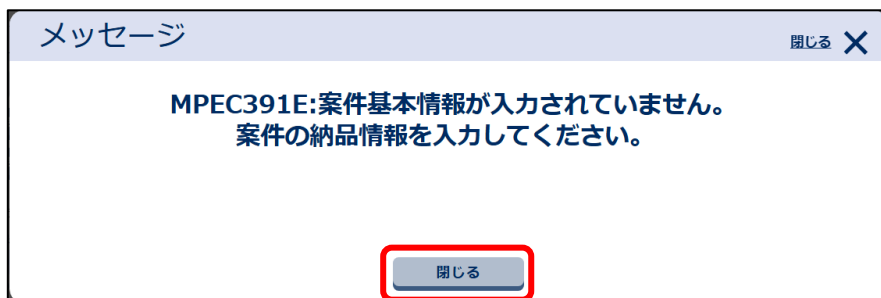 メッセージ
閉じる
MPEC391E:案件基本情報が入力されていません。
案件の納品情報を入力してください。
閉じる